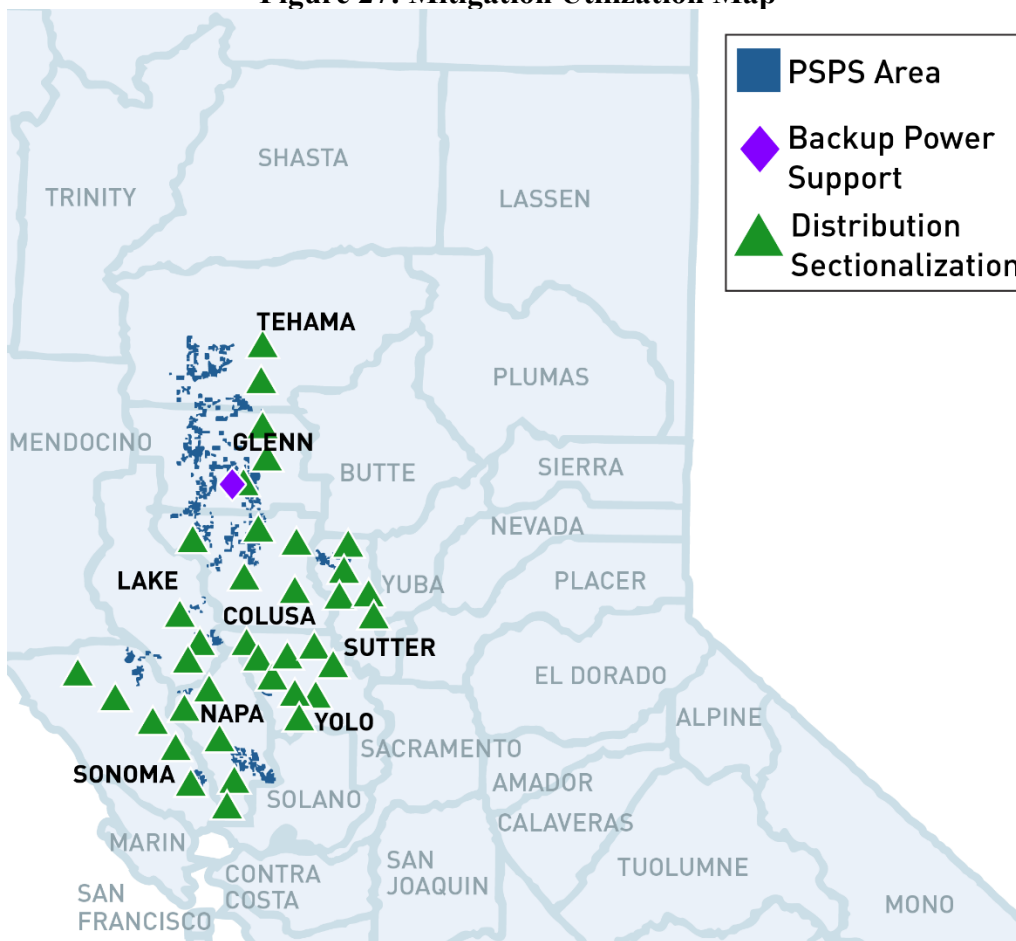 Figure 27: Mitigation Utilization Map
PSPS Area
Backup Power
Support
Distribution
Sectionalization
SHASTA
TRINITY
LASSEN
TEHAMA
PLUMAS
MENDOCINO
GLENN
BUTTE
SIERRA
NEVADA
LAKE
YUBA
PLACER
COLUSA
SUTTER
EL DORADO
NAPA
YOLO
ALPINE
SACRAMENTO
SONOMA
AMADOR
SOLANO
CALAVERAS
MARIN
SAN
JOAQUIN
TUOLUMNE
CONTRA
COSTA
SAN
FRANCISCO
MONO